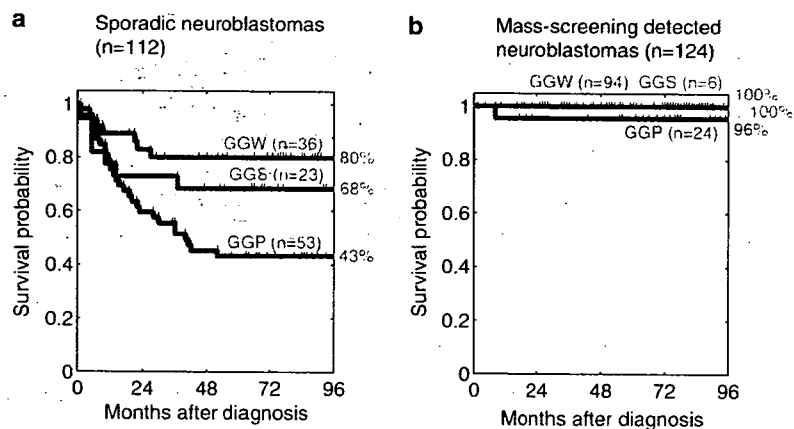 a
Sporadic neuroblastomas
(n=112)
1
0.8
0.6
0.4
0.2
0
Survival probability
GGW (n=36)
80%
GGS (n=23)
68%
GGP (n=53)
43%
0 24 48 72 96
Months after diagnosis
b
Mass-screening detected
neuroblastomas (n=124)
GGW (n=94) GGS (n=6)
100%
100%
GGP (n=24)
96%
1
0.8
0.6
0.4
0.2
0
Survival probability
0 24 48 72 96
Months after diagnosis